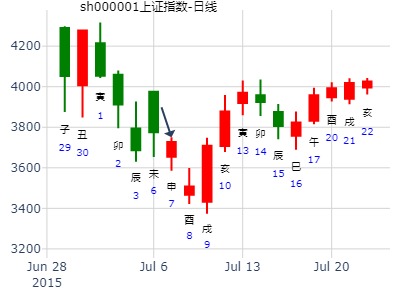 sh000001上证指数-日线
4200
4000
3800
3600
3400
3200
子
29
丑
30
寅
1
卯
2
辰
3
未
6
申
7
酉
8
戌
9
亥
10
寅
13
卯
14
辰
15
巳
16
午
17
酉
20
戌
21
亥
22
Jun 28
2015
Jul 6
Jul 13
Jul 20